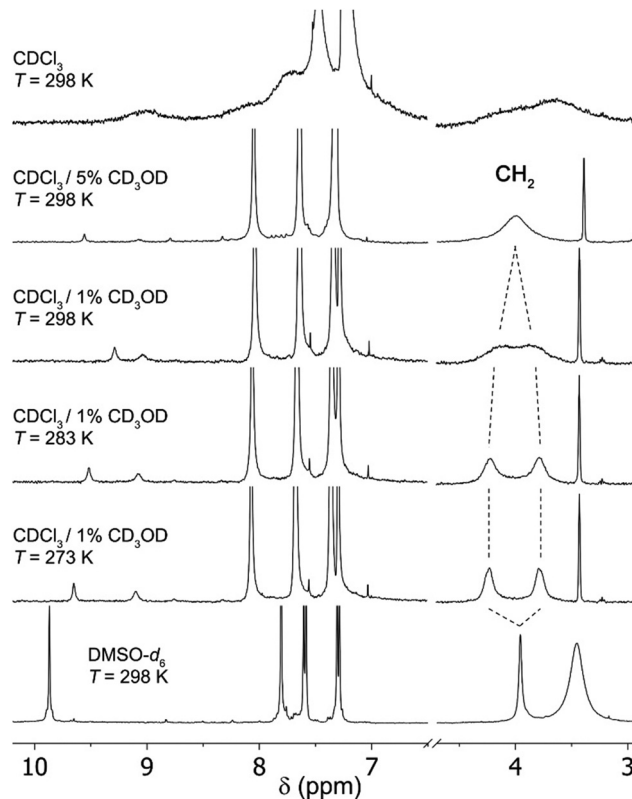 CDCl₃
T = 298 K
CDCl₃ / 5% CD₃OD
T = 298 K
CH₂
CDCl₃ / 1% CD₃OD
T = 298 K
CDCl₃ / 1% CD₃OD
T = 283 K
CDCl₃ / 1% CD₃OD
T = 273 K
DMSO-d₆
T = 298 K
10 9 8 7 4 3
δ (ppm)